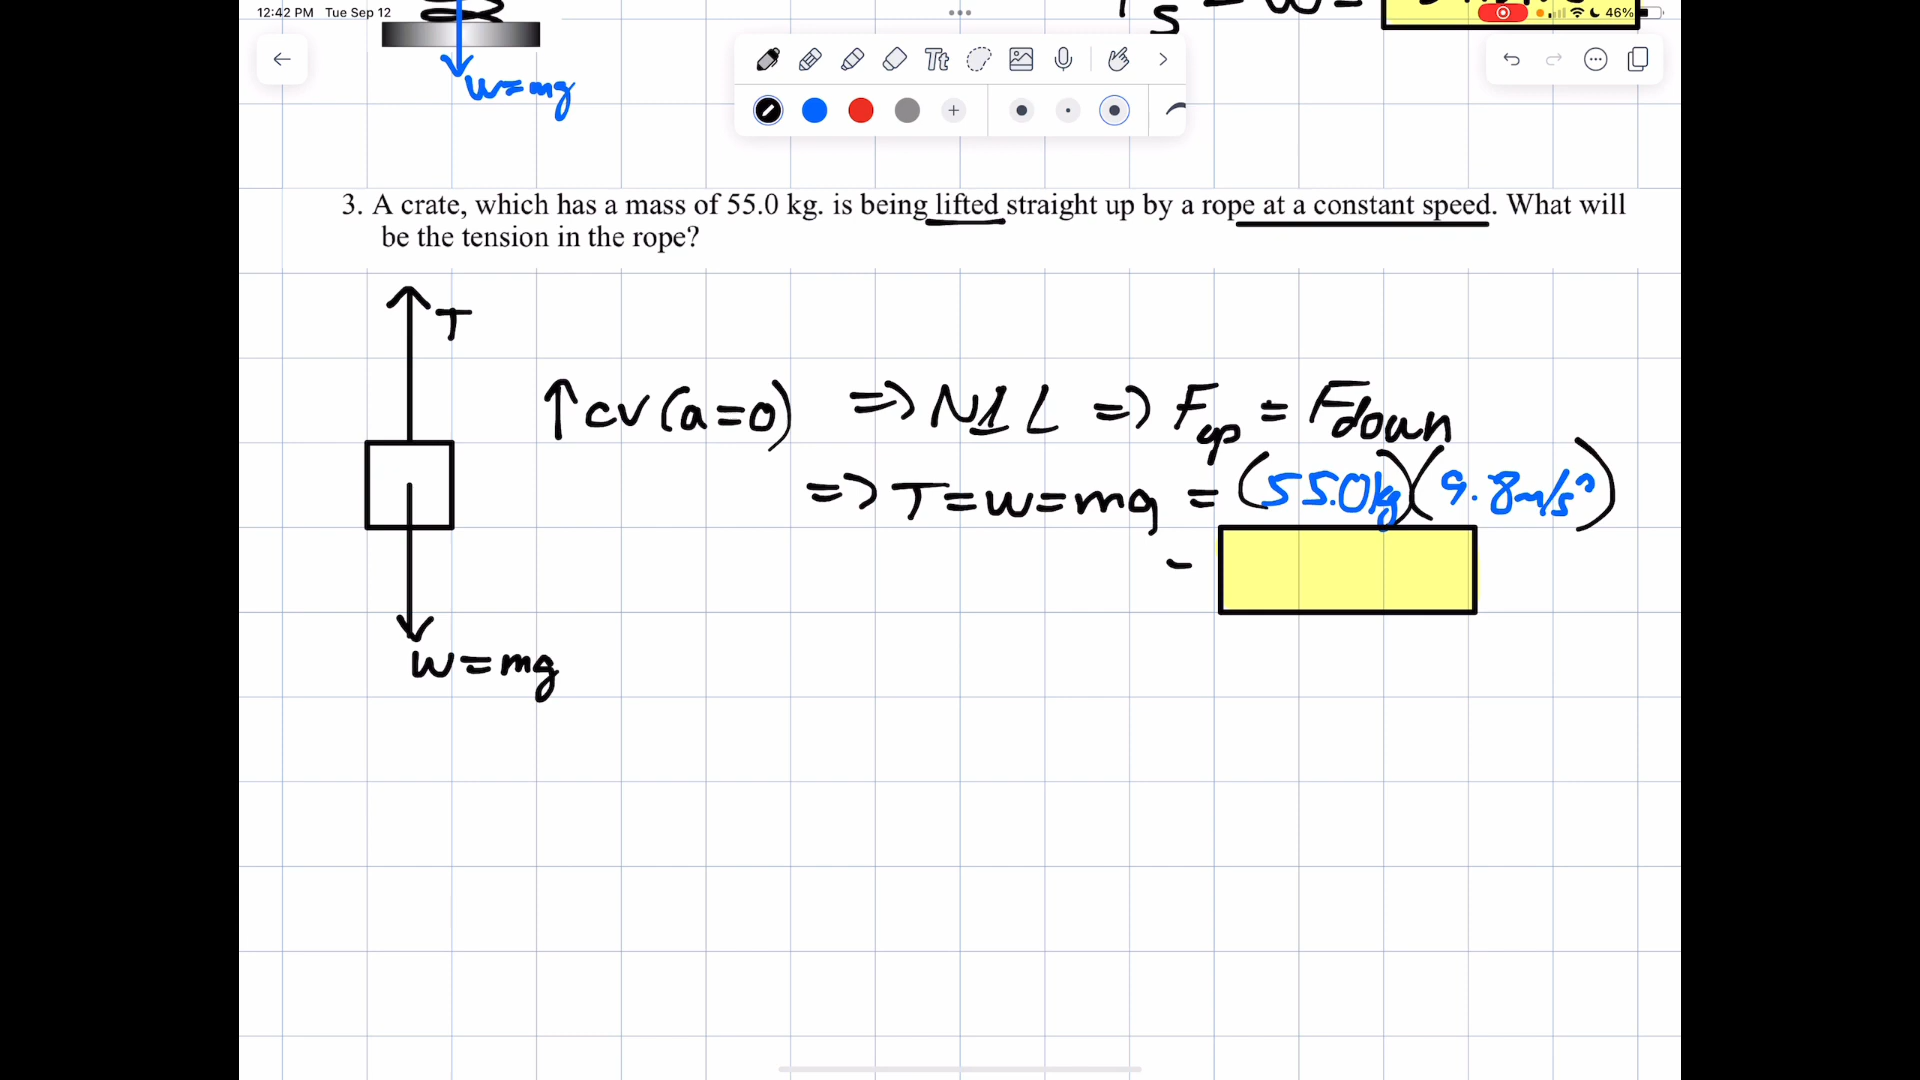 12:42 PM Tue Sep 12
46%
W=mg
Tt
3. A crate, which has a mass of 55.0 kg. is being lifted straight up by a rope at a constant speed. What will
be the tension in the rope?
T
↑cv(a=0) => N1L => Fup = Fdown
=> T=w=mg = (55.0kg)(9.8m/s²)
W=mg